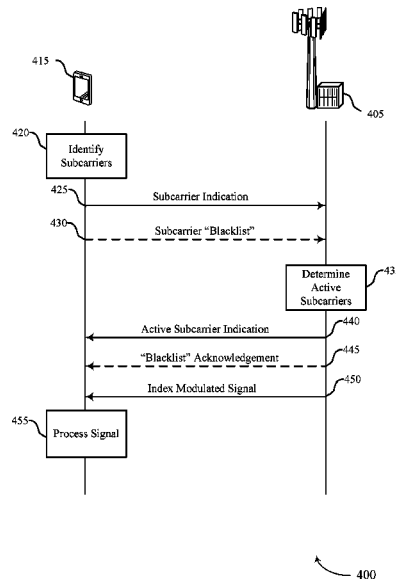 415
405
420
Identify
Subcarriers
425
Subcarrier Indication
430
Subcarrier "Blacklist"
Determine
Active
Subcarriers
43
Active Subcarrier Indication
440
"Blacklist" Acknowledgement
445
Index Modulated Signal
450
455
Process Signal
400